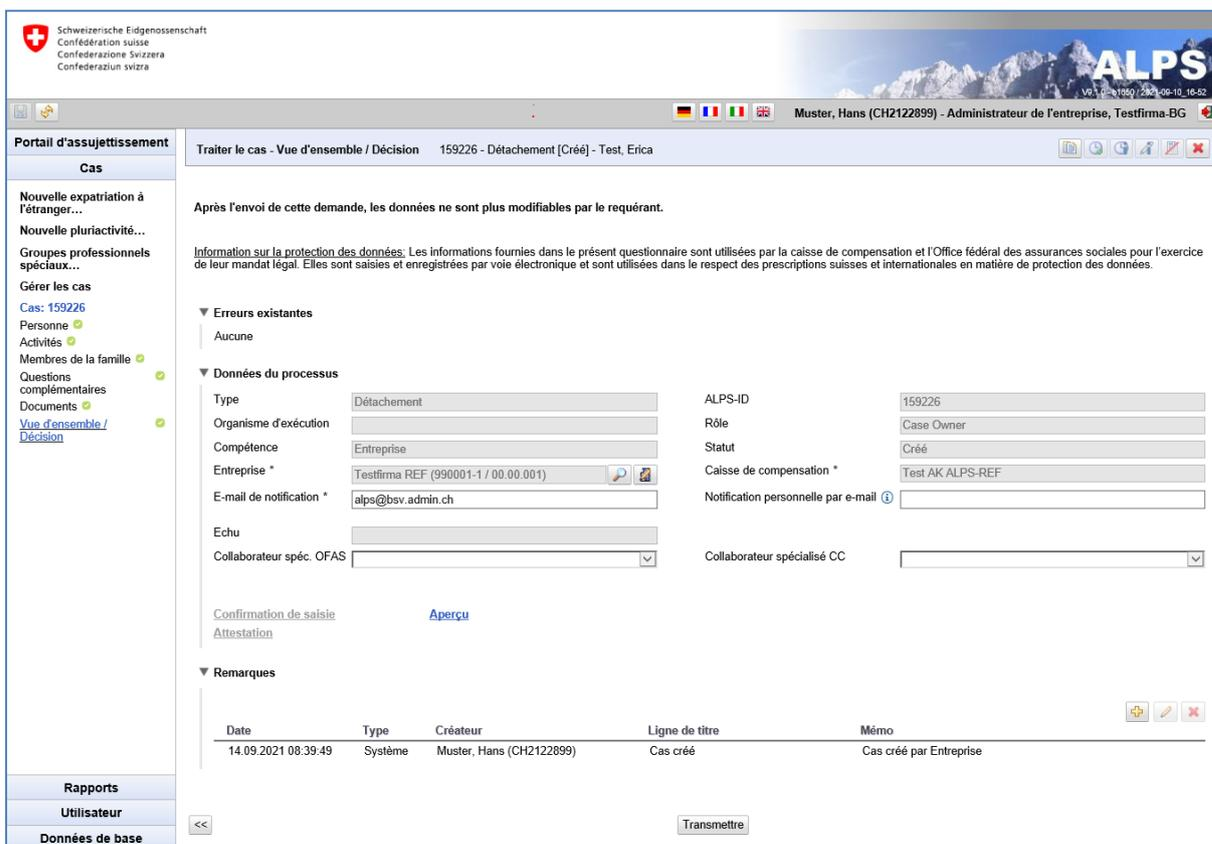 Schweizerische Eidgenossenschaft
Confédération suisse
Confederazione Svizzera
Confederaziun svizra
ALPS
V9.1.0 - b1650 / 2021-09-10_16-52
Muster, Hans (CH2122899) - Administrateur de l'entreprise, Testfirma-BG
Portail d'assujettissement
Cas
Nouvelle expatriation à
l'étranger...
Nouvelle pluriactivité...
Groupes professionnels
spéciaux...
Gérer les cas
Cas: 159226
Personne
Activités
Membres de la famille
Questions
complémentaires
Documents
Vue d'ensemble /
Décision
Rapports
Utilisateur
Données de base
Traiter le cas - Vue d'ensemble / Décision 159226 - Détachement [Créé] - Test, Erica
Après l'envoi de cette demande, les données ne sont plus modifiables par le requérant.
Information sur la protection des données: Les informations fournies dans le présent questionnaire sont utilisées par la caisse de compensation et l'Office fédéral des assurances sociales pour l'exercice
de leur mandat légal. Elles sont saisies et enregistrées par voie électronique et sont utilisées dans le respect des prescriptions suisses et internationales en matière de protection des données.
Erreurs existantes
Aucune
Données du processus
Type Détachement ALPS-ID 159226
Organisme d'exécution Rôle Case Owner
Compétence Entreprise Statut Créé
Entreprise * Testfirma REF (990001-1 / 00.00.001) Caisse de compensation * Test AK ALPS-REF
E-mail de notification * alps@bsv.admin.ch Notification personnelle par e-mail
Echu
Collaborateur spéc. OFAS Collaborateur spécialisé CC
Confirmation de saisie Aperçu
Attestation
Remarques
Date Type Créateur Ligne de titre Mémo
14.09.2021 08:39:49 Système Muster, Hans (CH2122899) Cas créé Cas créé par Entreprise
<< Transmettre